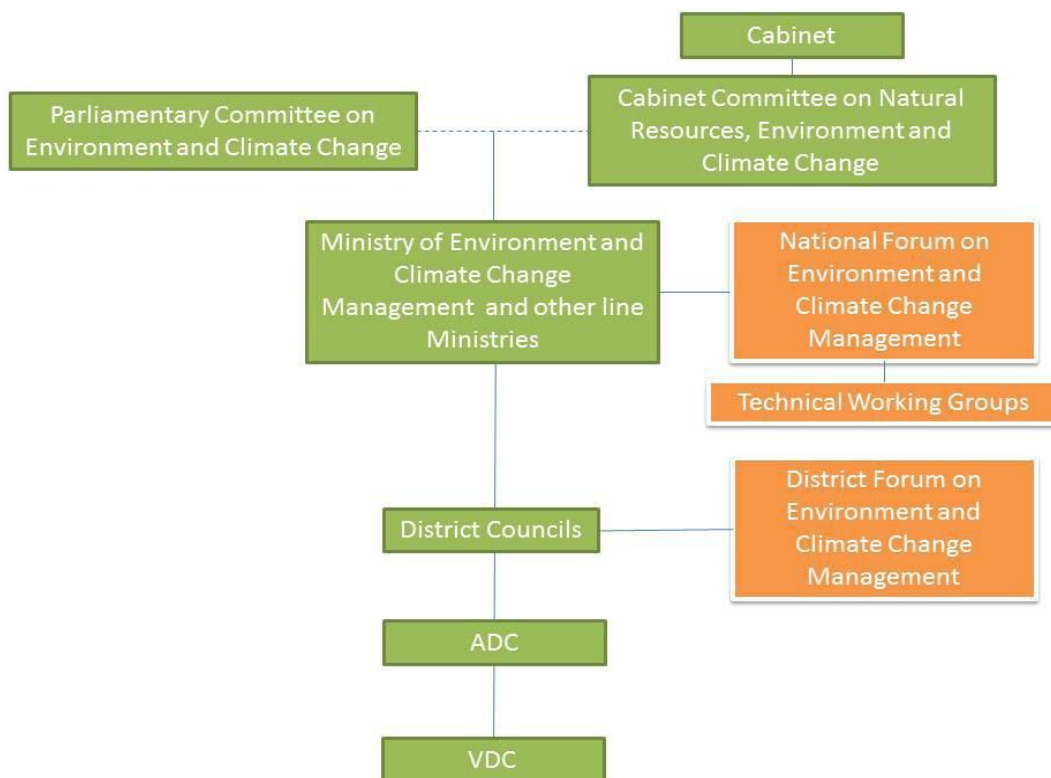 Cabinet
Parliamentary Committee on
Environment and Climate Change
Cabinet Committee on Natural
Resources, Environment and
Climate Change
Ministry of Environment and
Climate Change
Management and other line
Ministries
National Forum on
Environment and
Climate Change
Management
Technical Working Groups
District Councils
District Forum on
Environment and
Climate Change
Management
ADC
VDC